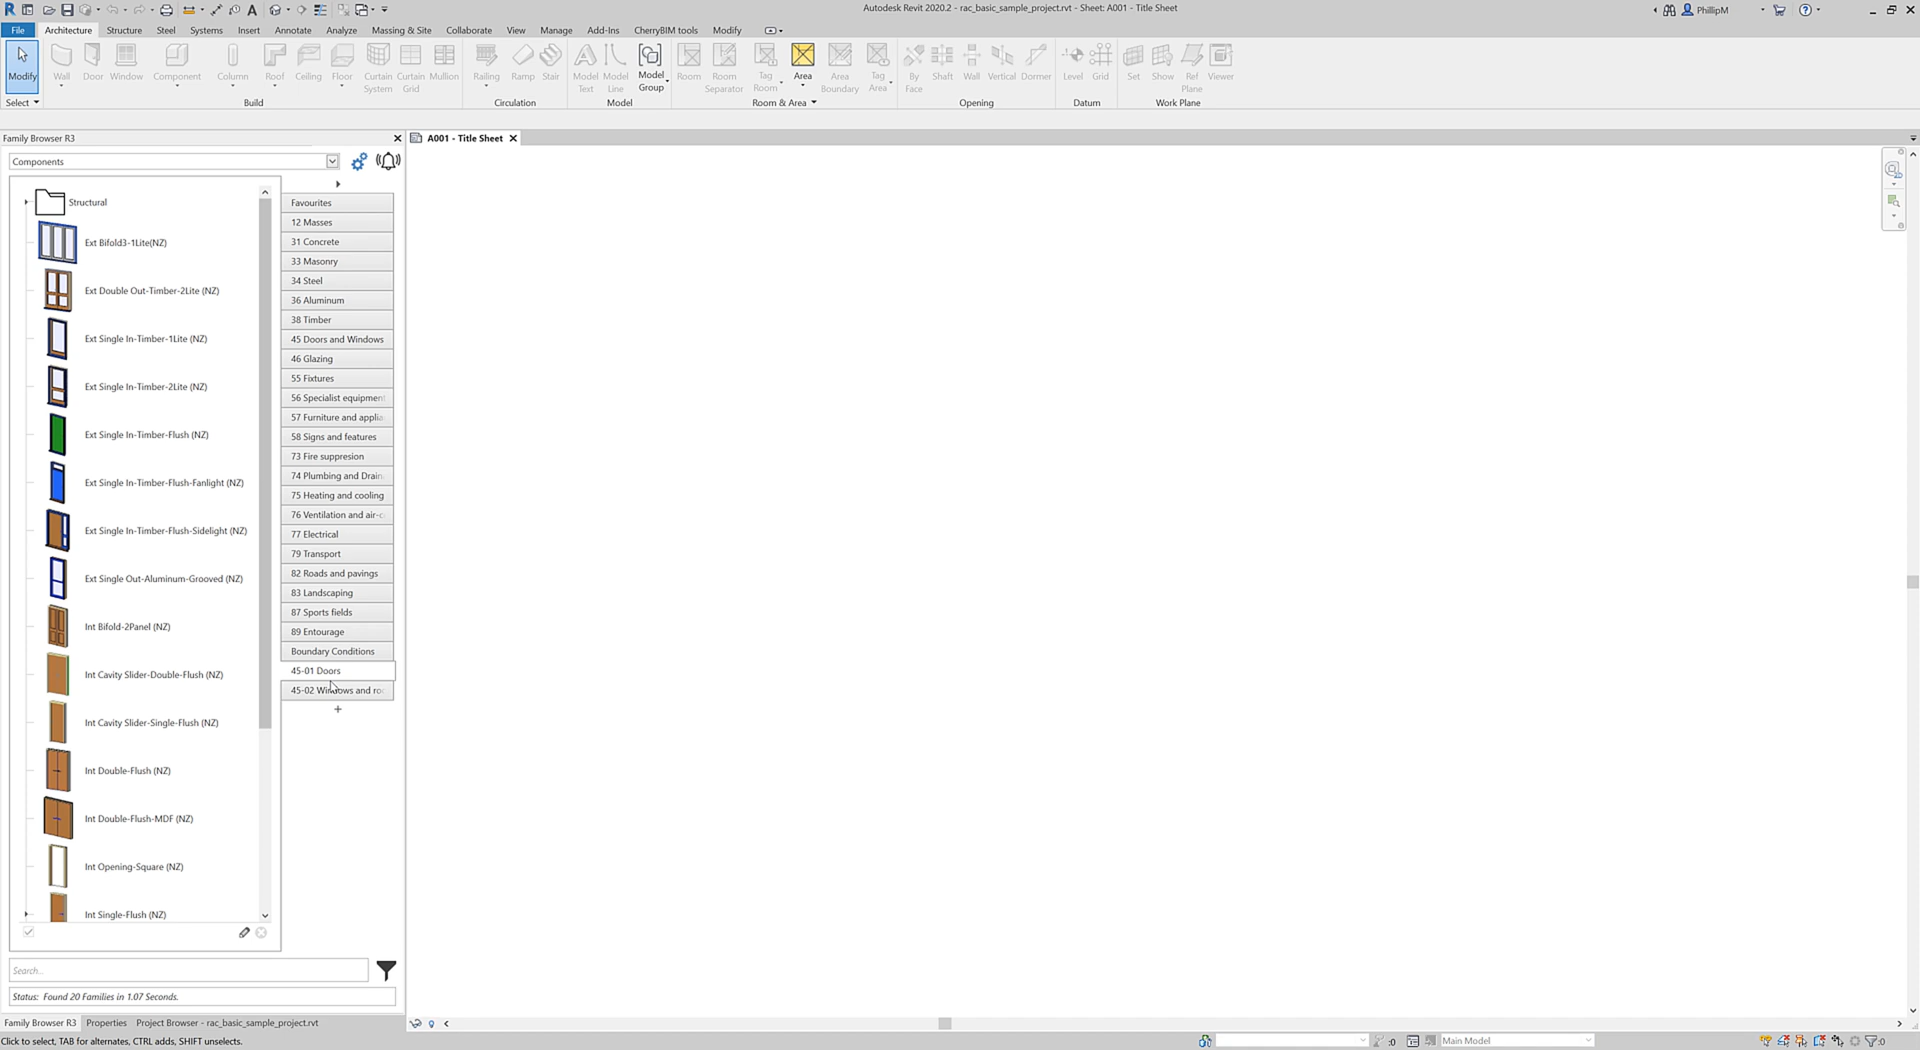 Autodesk Revit 2020.2 - rac_basic_sample_project.rvt - Sheet: A001 - Title Sheet
PhillipM
File Architecture Structure Steel Systems Insert Annotate Analyze Massing & Site Collaborate View Manage Add-Ins CherryBIM tools Modify
Modify Wall Door Window Component Column Roof Ceiling Floor Curtain System Curtain Grid Mullion Railing Ramp Stair Model Text Model Line Model Group Room Room Separator Tag Room Area Area Boundary Tag Area By Face Shaft Wall Vertical Dormer Level Grid Set Show Ref Plane Viewer
Select Build Circulation Model Room & Area Opening Datum Work Plane
Family Browser R3
A001 - Title Sheet
Components
Structural
Ext Bifold3-1Lite(NZ)
Ext Double Out-Timber-2Lite (NZ)
Ext Single In-Timber-1Lite (NZ)
Ext Single In-Timber-2Lite (NZ)
Ext Single In-Timber-Flush (NZ)
Ext Single In-Timber-Flush-Fanlight (NZ)
Ext Single In-Timber-Flush-Sidelight (NZ)
Ext Single Out-Aluminum-Grooved (NZ)
Int Bifold-2Panel (NZ)
Int Cavity Slider-Double-Flush (NZ)
Int Cavity Slider-Single-Flush (NZ)
Int Double-Flush (NZ)
Int Double-Flush-MDF (NZ)
Int Opening-Square (NZ)
Int Single-Flush (NZ)
Favourites
12 Masses
31 Concrete
33 Masonry
34 Steel
36 Aluminum
38 Timber
45 Doors and Windows
46 Glazing
55 Fixtures
56 Specialist equipment
57 Furniture and applia
58 Signs and features
73 Fire suppresion
74 Plumbing and Drain
75 Heating and cooling
76 Ventilation and air-c
77 Electrical
79 Transport
82 Roads and pavings
83 Landscaping
87 Sports fields
89 Entourage
Boundary Conditions
45-01 Doors
45-02 Windows and ro
+
Search...
Status: Found 20 Families in 1.07 Seconds.
Family Browser R3 Properties Project Browser - rac_basic_sample_project.rvt
Click to select, TAB for alternates, CTRL adds, SHIFT unselects.
:0 Main Model :0